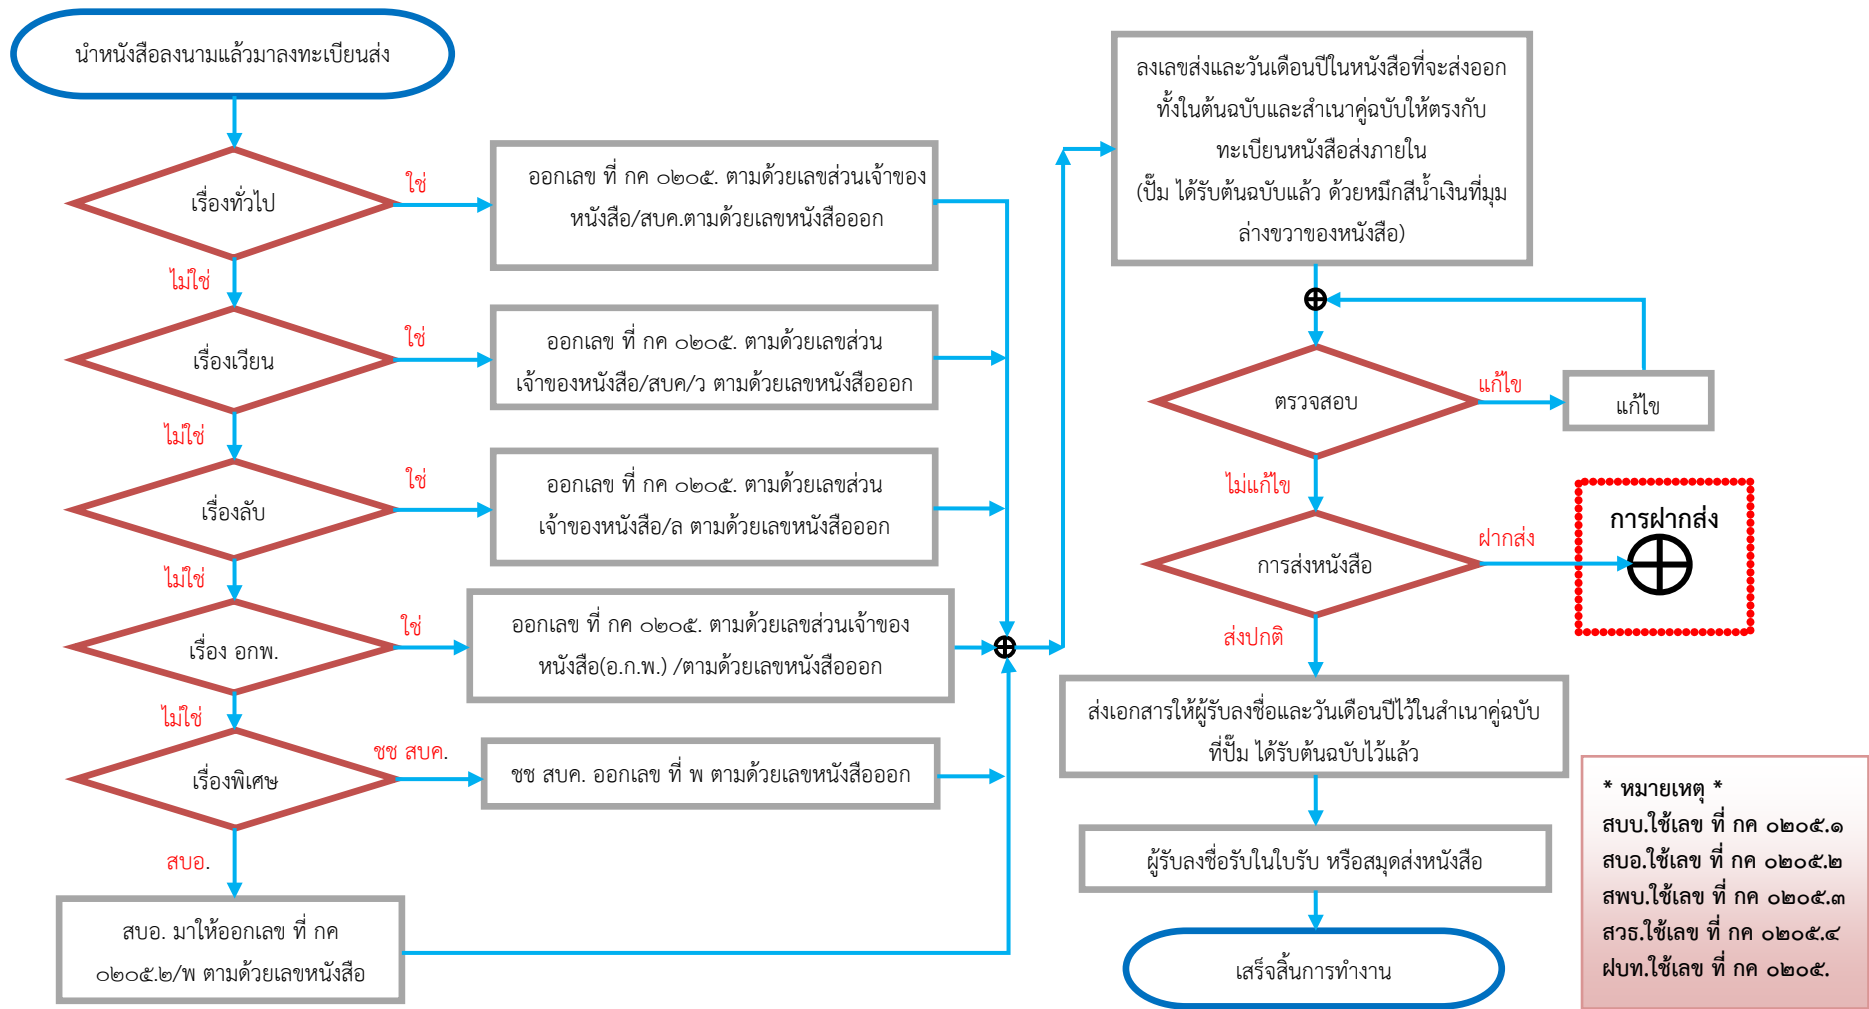 นำหนังสือลงนามแล้วมาลงทะเบียนส่ง
เรื่องทั่วไป
ใช่
ออกเลข ที่ กค ๐๒๐๕. ตามด้วยเลขส่วนเจ้าของ
หนังสือ/สบค.ตามด้วยเลขหนังสือออก
ไม่ใช่
เรื่องเวียน
ใช่
ออกเลข ที่ กค ๐๒๐๕. ตามด้วยเลขส่วน
เจ้าของหนังสือ/สบค/ว ตามด้วยเลขหนังสือออก
ไม่ใช่
เรื่องลับ
ใช่
ออกเลข ที่ กค ๐๒๐๕. ตามด้วยเลขส่วน
เจ้าของหนังสือ/ล ตามด้วยเลขหนังสือออก
ไม่ใช่
เรื่อง อกพ.
ใช่
ออกเลข ที่ กค ๐๒๐๕. ตามด้วยเลขส่วนเจ้าของ
หนังสือ(อ.ก.พ.) /ตามด้วยเลขหนังสือออก
ไม่ใช่
เรื่องพิเศษ
ชช สบค.
ชช สบค. ออกเลข ที่ พ ตามด้วยเลขหนังสือออก
สบอ.
สบอ. มาให้ออกเลข ที่ กค
๐๒๐๕.๒/พ ตามด้วยเลขหนังสือ
ลงเลขส่งและวันเดือนปีในหนังสือที่จะส่งออก
ทั้งในต้นฉบับและสำเนาคู่ฉบับให้ตรงกับ
ทะเบียนหนังสือส่งภายใน
(ปั๊ม ได้รับต้นฉบับแล้ว ด้วยหมึกสีน้ำเงินที่มุม
ล่างขวาของหนังสือ)
ตรวจสอบ
แก้ไข
แก้ไข
ไม่แก้ไข
การส่งหนังสือ
ฝากส่ง
การฝากส่ง
ส่งปกติ
ส่งเอกสารให้ผู้รับลงชื่อและวันเดือนปีไว้ในสำเนาคู่ฉบับ
ที่ปั๊ม ได้รับต้นฉบับไว้แล้ว
ผู้รับลงชื่อรับในใบรับ หรือสมุดส่งหนังสือ
เสร็จสิ้นการทำงาน
* หมายเหตุ *
สบบ.ใช้เลข ที่ กค ๐๒๐๕.๑
สบอ.ใช้เลข ที่ กค ๐๒๐๕.๒
สพบ.ใช้เลข ที่ กค ๐๒๐๕.๓
สวธ.ใช้เลข ที่ กค ๐๒๐๕.๔
ฝบท.ใช้เลข ที่ กค ๐๒๐๕.